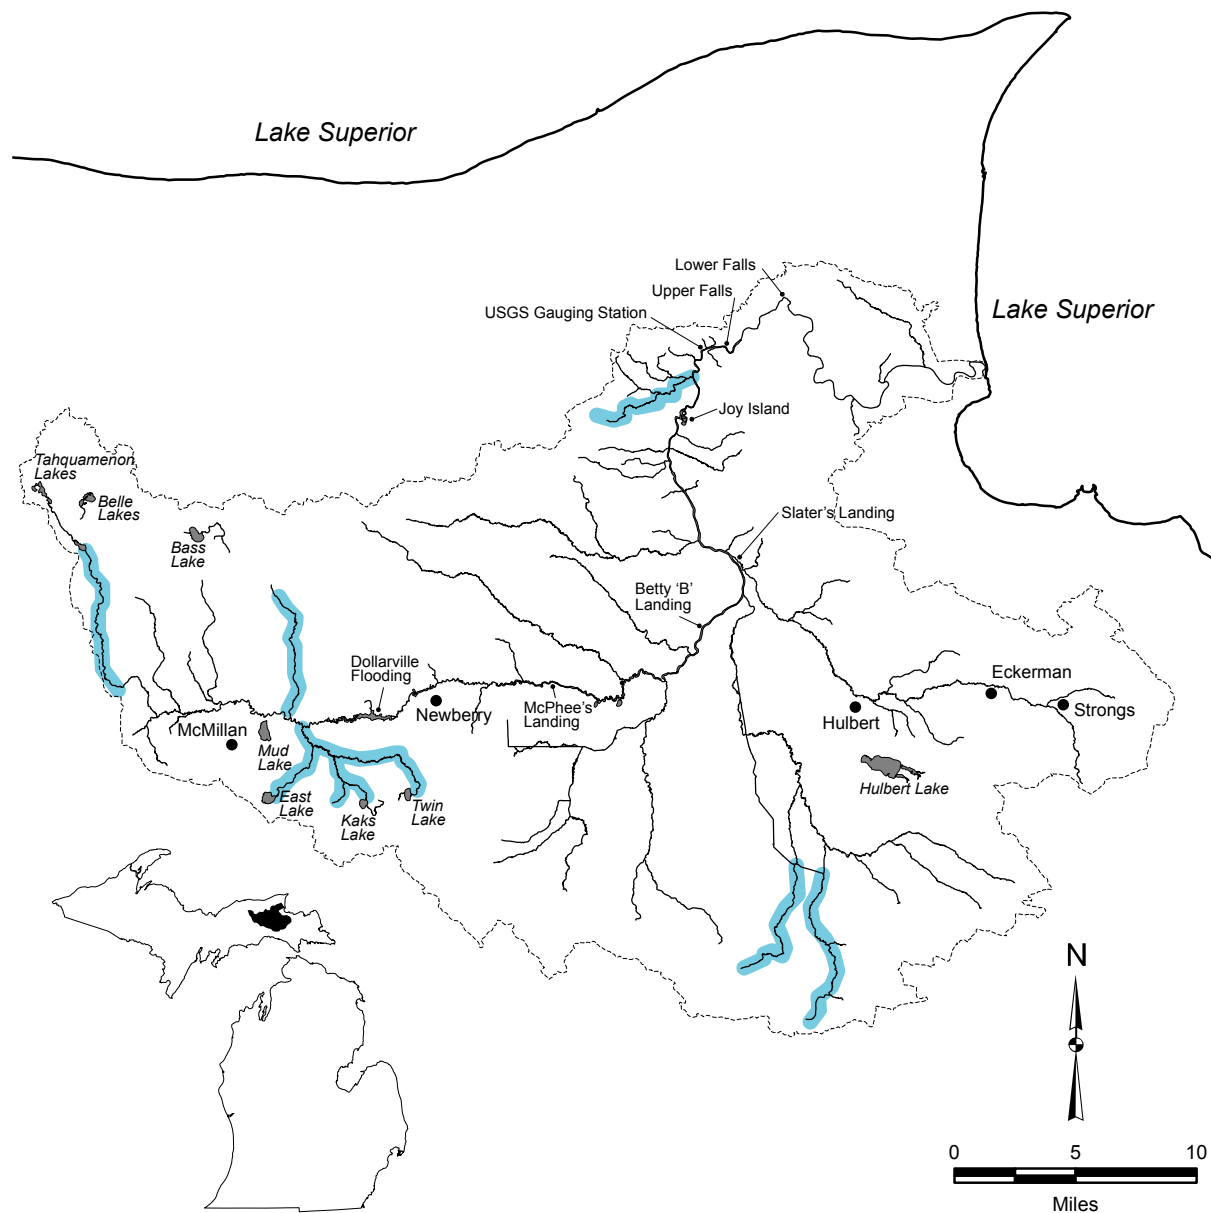 Lake Superior
Lower Falls
Upper Falls
USGS Gauging Station
Lake Superior
Joy Island
Tahquamenon
Lakes
Belle
Lakes
Bass
Lake
Slater's Landing
Betty 'B'
Landing
Dollarville
Flooding
Eckerman
McPhee's
Landing
Newberry
Strongs
Hulbert
McMillan
Mud
Lake
Hulbert Lake
East
Lake
Kaks
Lake
Twin
Lake
N
0 5 10
Miles